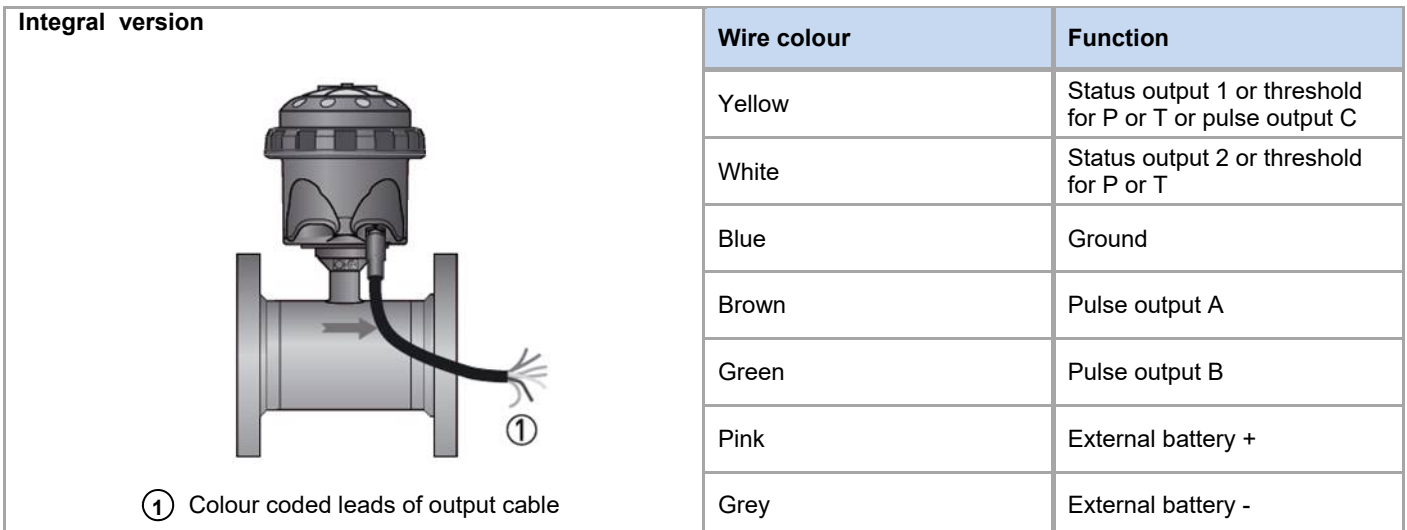 Integral version
①
① Colour coded leads of output cable
Wire colour Function
Yellow Status output 1 or threshold
for P or T or pulse output C
White Status output 2 or threshold
for P or T
Blue Ground
Brown Pulse output A
Green Pulse output B
Pink External battery +
Grey External battery -